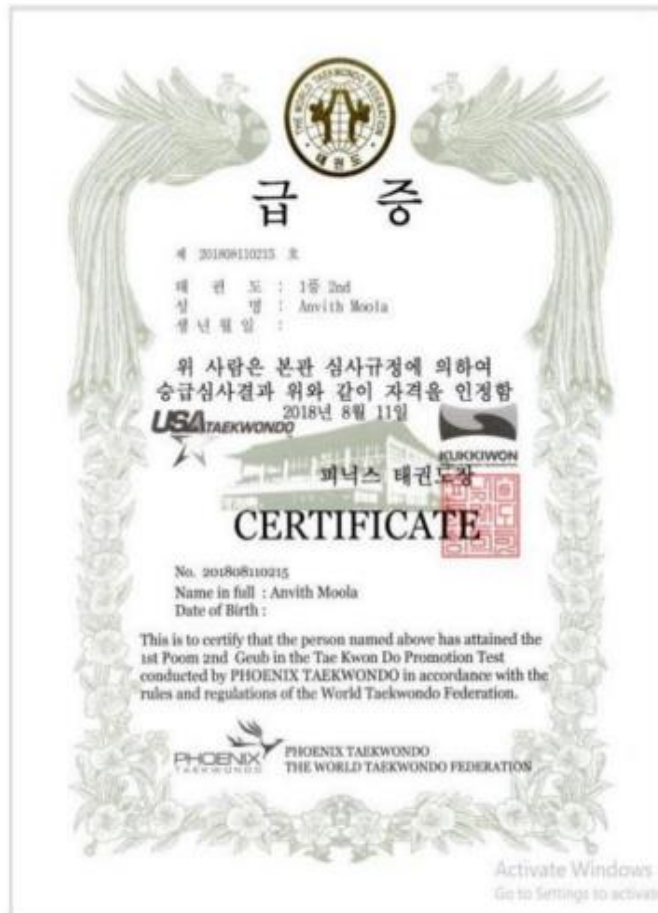 THE WORLD TAEKWONDO FEDERATION
태권도
급 증
제 201808110215 호
태 권 도 : 1품 2nd
성 명 : Anvith Moola
생 년 월 일 :
위 사람은 본관 심사규정에 의하여
승급심사결과 위와 같이 자격을 인정함
2018년 8월 11일
USA TAEKWONDO
KUKKIWON
피닉스 태권도장
CERTIFICATE
No. 201808110215
Name in full : Anvith Moola
Date of Birth :
This is to certify that the person named above has attained the
1st Poom 2nd Geub in the Tae Kwon Do Promotion Test
conducted by PHOENIX TAEKWONDO in accordance with the
rules and regulations of the World Taekwondo Federation.
PHOENIX
TAEKWONDO
PHOENIX TAEKWONDO
THE WORLD TAEKWONDO FEDERATION
Activate Windows
Go to Settings to activate